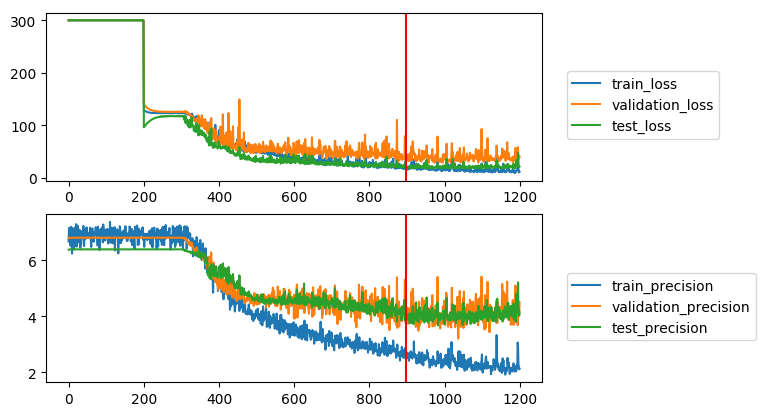 300
200
100
0
0 200 400 600 800 1000 1200
train_loss
validation_loss
test_loss
6
4
2
0 200 400 600 800 1000 1200
train_precision
validation_precision
test_precision